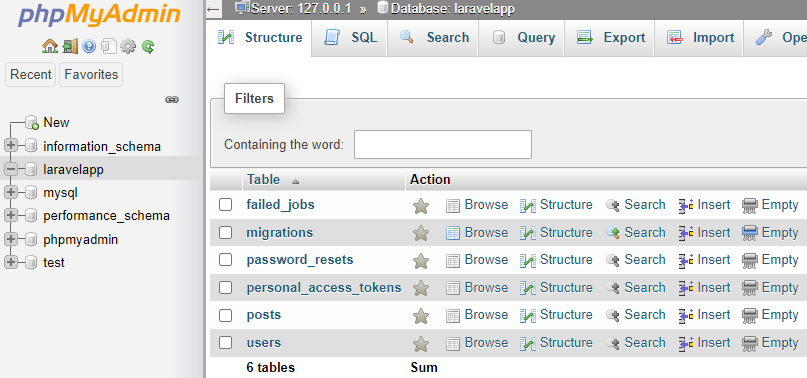 phpMyAdmin
Recent Favorites
New
information_schema
laravelapp
mysql
performance_schema
phpmyadmin
test
Server: 127.0.0.1 » Database: laravelapp
Structure SQL Search Query Export Import Ope
Filters
Containing the word:
Table Action
failed_jobs Browse Structure Search Insert Empty
migrations Browse Structure Search Insert Empty
password_resets Browse Structure Search Insert Empty
personal_access_tokens Browse Structure Search Insert Empty
posts Browse Structure Search Insert Empty
users Browse Structure Search Insert Empty
6 tables Sum